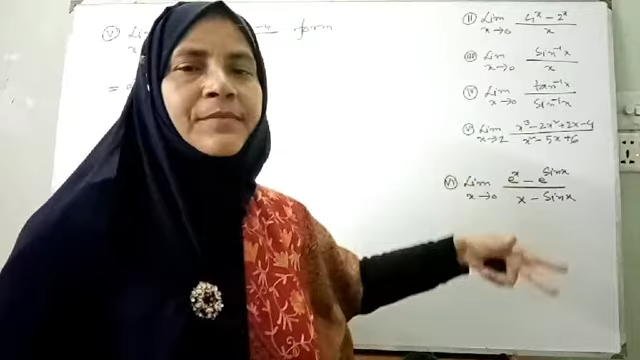 (V) Li
form
=
(II) Lim x→0 (4^x − 2^x)/x
(III) Lim x→0 (Sin⁻¹x)/x
(IV) Lim x→0 (tan⁻¹x)/(Sin⁻¹x)
Lim x→2 (x³ − 2x² + 2x − 4)/(x² − 5x + 6)
(VI) Lim x→0 (e^x − e^Sinx)/(x − Sinx)